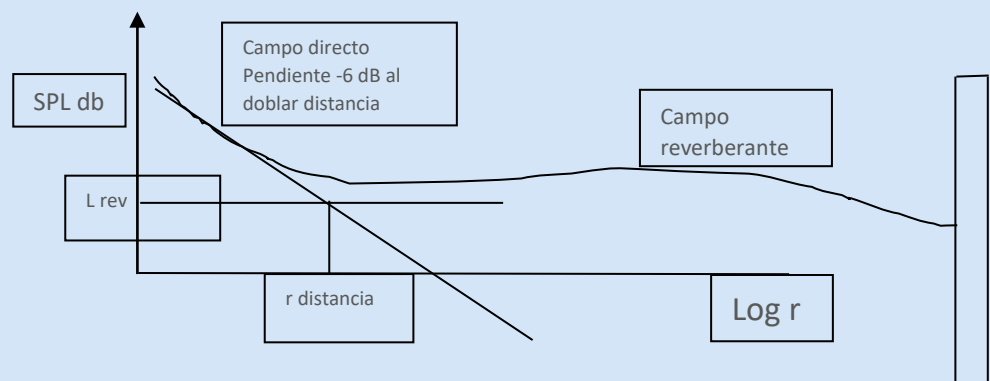 Campo directo
Pendiente -6 dB al
doblar distancia
SPL db
Campo
reverberante
L rev
r distancia
Log r